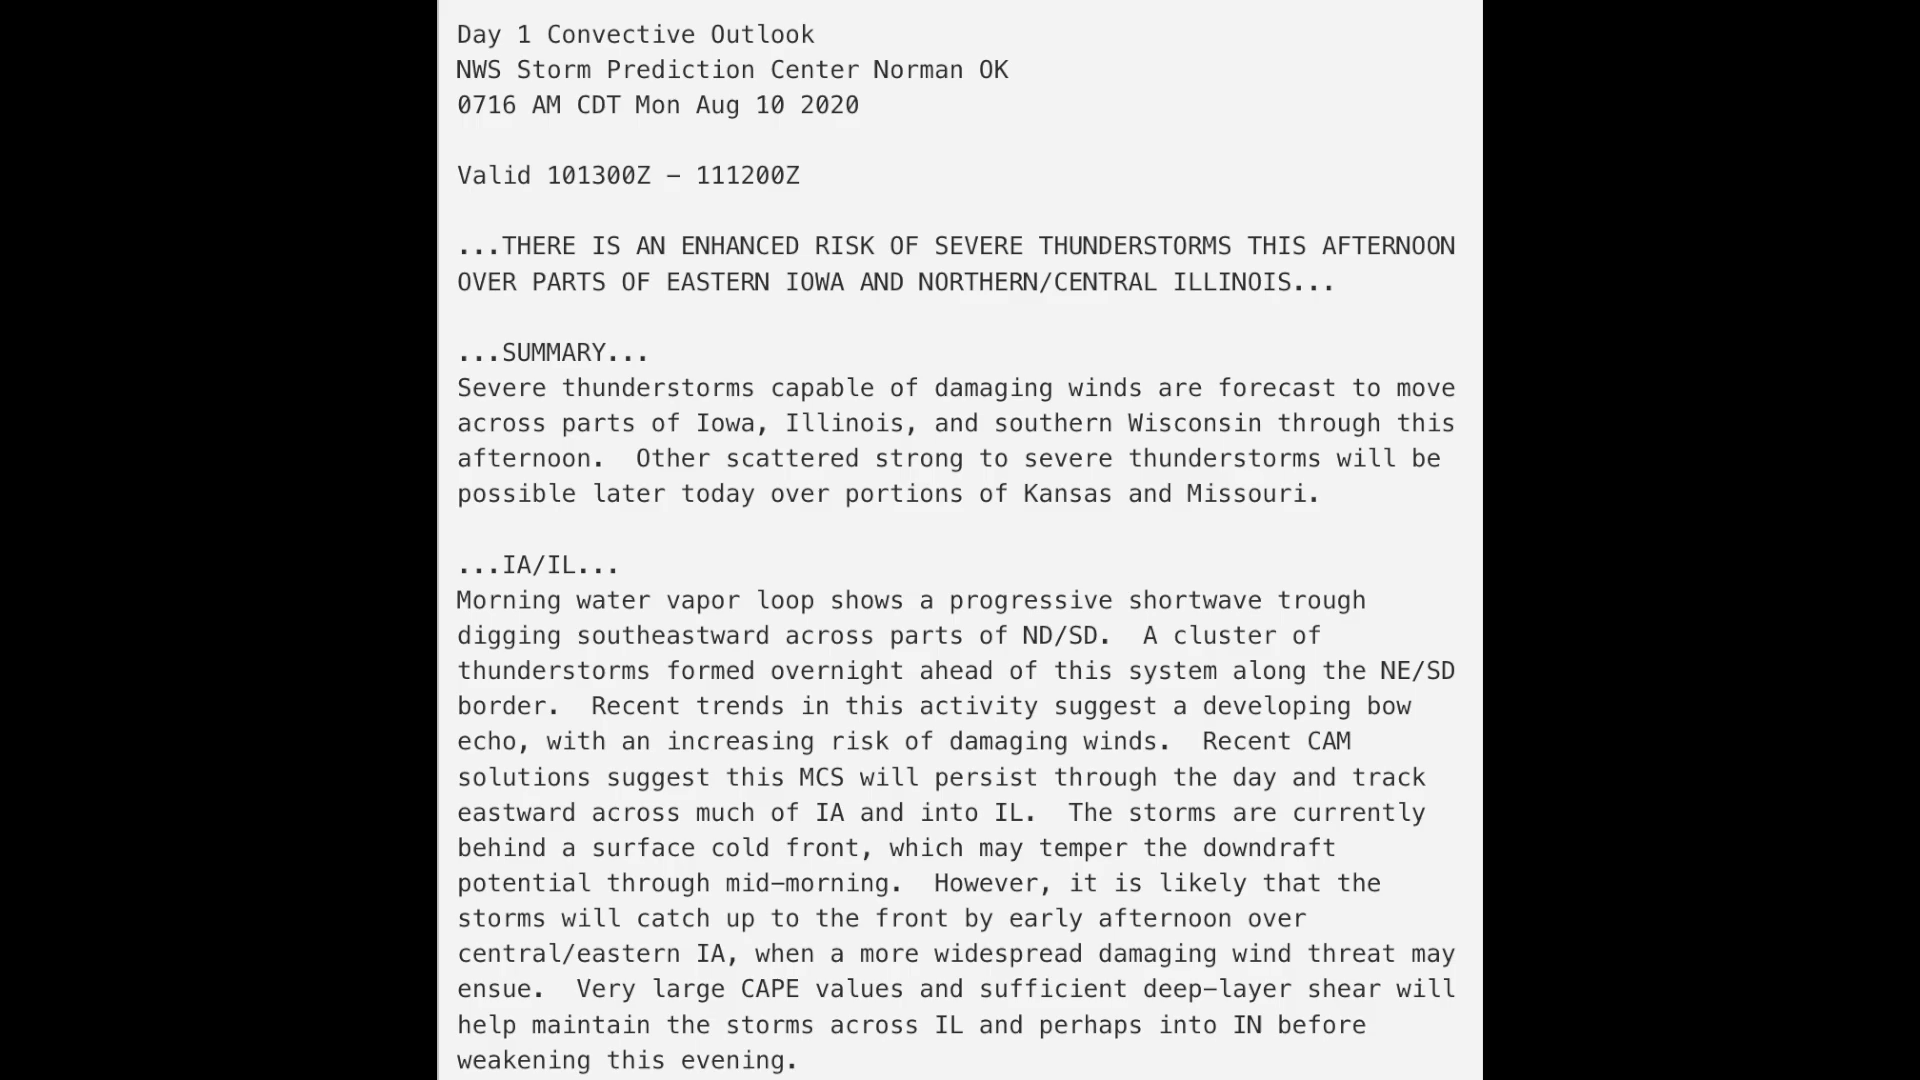 Day 1 Convective Outlook
NWS Storm Prediction Center Norman OK
0716 AM CDT Mon Aug 10 2020
Valid 101300Z - 111200Z
...THERE IS AN ENHANCED RISK OF SEVERE THUNDERSTORMS THIS AFTERNOON
OVER PARTS OF EASTERN IOWA AND NORTHERN/CENTRAL ILLINOIS...
...SUMMARY...
Severe thunderstorms capable of damaging winds are forecast to move
across parts of Iowa, Illinois, and southern Wisconsin through this
afternoon.  Other scattered strong to severe thunderstorms will be
possible later today over portions of Kansas and Missouri.
...IA/IL...
Morning water vapor loop shows a progressive shortwave trough
digging southeastward across parts of ND/SD.  A cluster of
thunderstorms formed overnight ahead of this system along the NE/SD
border.  Recent trends in this activity suggest a developing bow
echo, with an increasing risk of damaging winds.  Recent CAM
solutions suggest this MCS will persist through the day and track
eastward across much of IA and into IL.  The storms are currently
behind a surface cold front, which may temper the downdraft
potential through mid-morning.  However, it is likely that the
storms will catch up to the front by early afternoon over
central/eastern IA, when a more widespread damaging wind threat may
ensue.  Very large CAPE values and sufficient deep-layer shear will
help maintain the storms across IL and perhaps into IN before
weakening this evening.